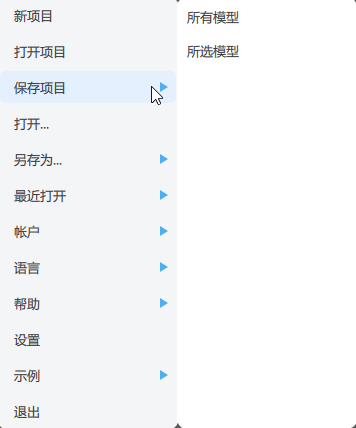 新项目
打开项目
保存项目
打开...
另存为...
最近打开
帐户
语言
帮助
设置
示例
退出
所有模型
所选模型